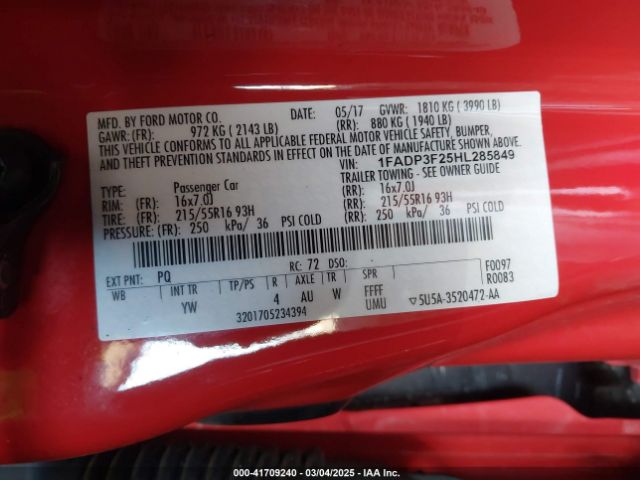 MFD. BY FORD MOTOR CO. DATE: 05/17 GVWR: 1810 KG ( 3990 LB)
GAWR: (FR): 972 KG ( 2143 LB) (RR): 880 KG ( 1940 LB)
THIS VEHICLE CONFORMS TO ALL APPLICABLE FEDERAL MOTOR VEHICLE SAFETY, BUMPER,
AND THEFT PREVENTION STANDARDS IN EFFECT ON THE DATE OF MANUFACTURE SHOWN ABOVE.
VIN: 1FADP3F25HL285849
TYPE: Passenger Car TRAILER TOWING - SEE OWNER GUIDE
RIM: (FR): 16x7.0J (RR): 16x7.0J
TIRE: (FR): 215/55R16 93H (RR): 215/55R16 93H
PRESSURE: (FR): 250 kPa/ 36 PSI COLD (RR): 250 kPa/ 36 PSI COLD
EXT PNT: PQ RC: 72 DSO: F0097
WB INT TR TP/PS R AXLE TR SPR R0083
YW 4 AU W FFFF
UMU
3201705234394 ▽5U5A-3520472-AA
320-41709240 - 03/04/2025 - IAA Inc.